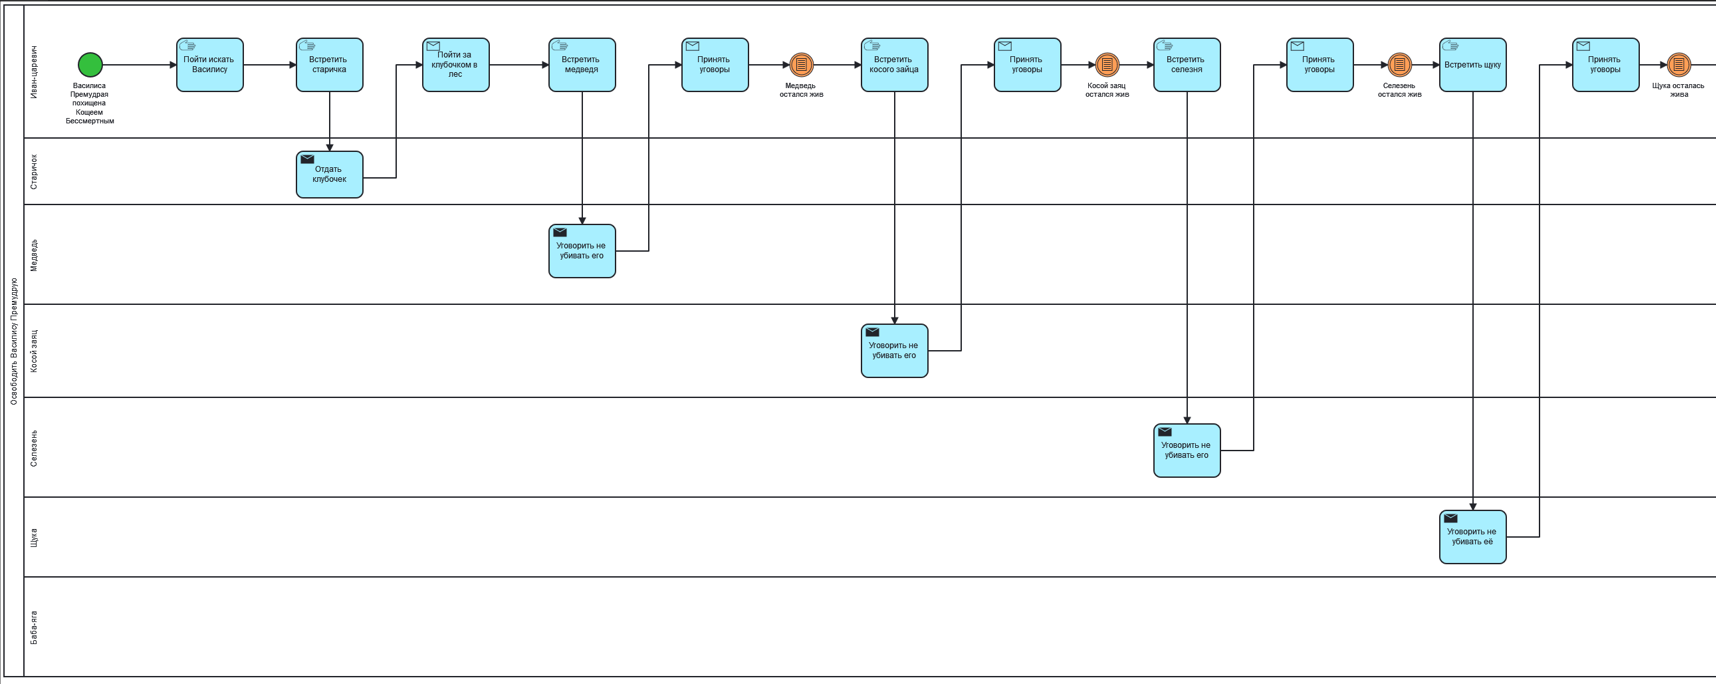 Освободить Василису Премудрую
Иван-царевич
Василиса
Премудрая
похищена
Кощеем
Бессмертным
Пойти искать
Василису
Встретить
старичка
Пойти за
клубочком в
лес
Встретить
медведя
Принять
уговоры
Медведь
остался жив
Встретить
косого зайца
Принять
уговоры
Косой заяц
остался жив
Встретить
селезня
Принять
уговоры
Селезень
остался жив
Встретить щуку
Принять
уговоры
Щука осталась
жива
Старичок
Отдать
клубочек
Медведь
Уговорить не
убивать его
Косой заяц
Уговорить не
убивать его
Селезень
Уговорить не
убивать его
Щука
Уговорить не
убивать её
Баба-яга